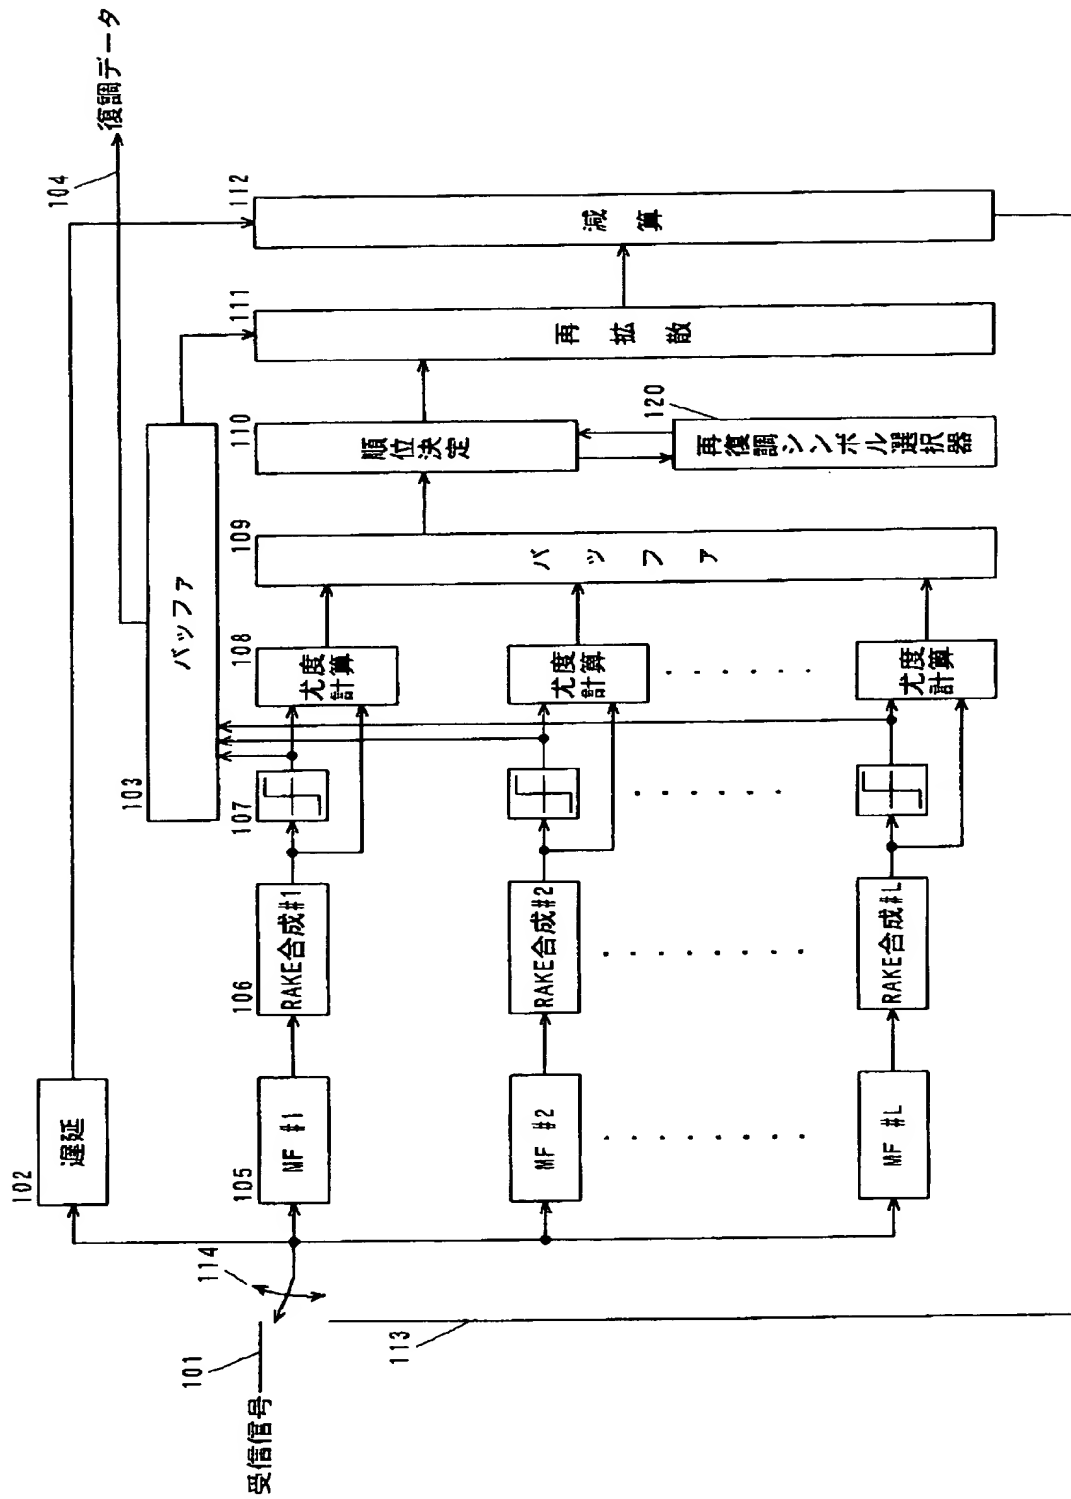 受信信号
101
114
113
102
遅延
105
MF #1
MF #2
MF #L
106
RAKE合成#1
RAKE合成#2
RAKE合成#L
107
103
バッファ
108
尤度
計算
尤度
計算
尤度
計算
109
バッファ
110
順位決定
120
再復調シンボル選択器
111
再拡散
112
減算
104
復調データ